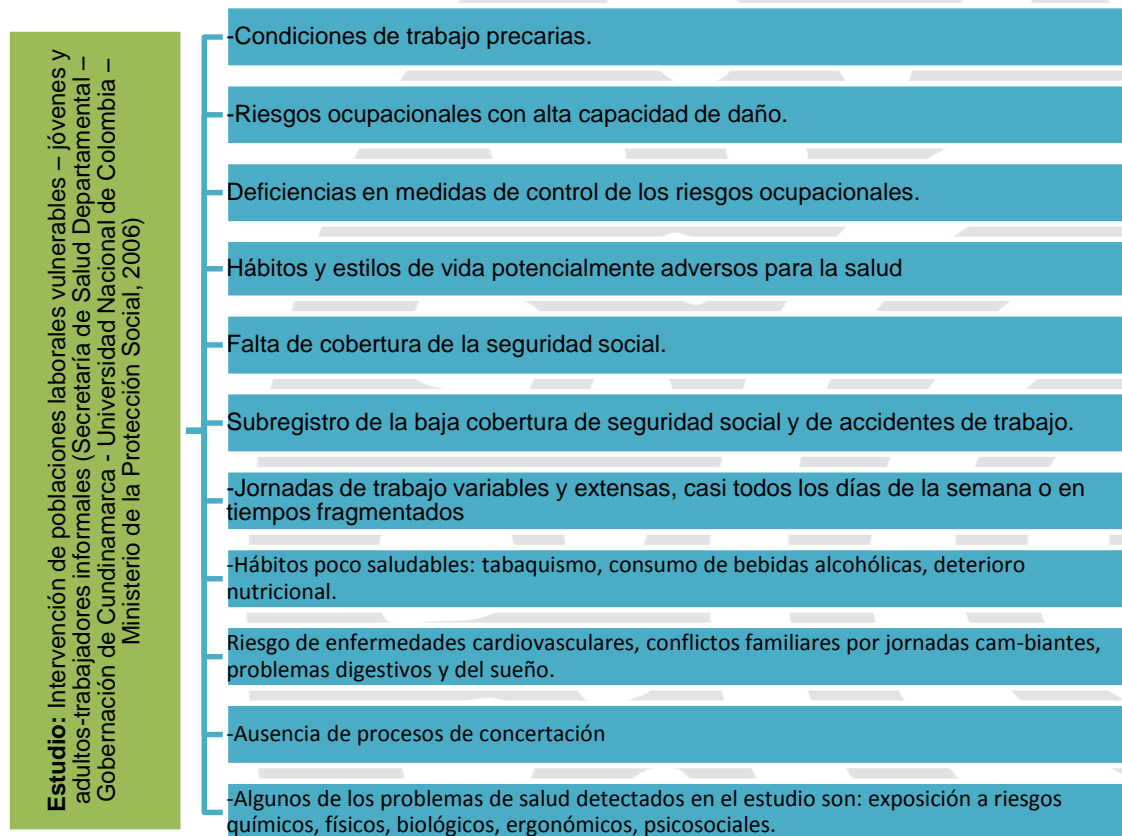 Estudio: Intervención de poblaciones laborales vulnerables – jóvenes y
adultos-trabajadores informales (Secretaría de Salud Departamental –
Gobernación de Cundinamarca - Universidad Nacional de Colombia –
Ministerio de la Protección Social, 2006)
-Condiciones de trabajo precarias.
-Riesgos ocupacionales con alta capacidad de daño.
Deficiencias en medidas de control de los riesgos ocupacionales.
Hábitos y estilos de vida potencialmente adversos para la salud
Falta de cobertura de la seguridad social.
Subregistro de la baja cobertura de seguridad social y de accidentes de trabajo.
-Jornadas de trabajo variables y extensas, casi todos los días de la semana o en
tiempos fragmentados
-Hábitos poco saludables: tabaquismo, consumo de bebidas alcohólicas, deterioro
nutricional.
Riesgo de enfermedades cardiovasculares, conflictos familiares por jornadas cam-biantes,
problemas digestivos y del sueño.
-Ausencia de procesos de concertación
-Algunos de los problemas de salud detectados en el estudio son: exposición a riesgos
químicos, físicos, biológicos, ergonómicos, psicosociales.